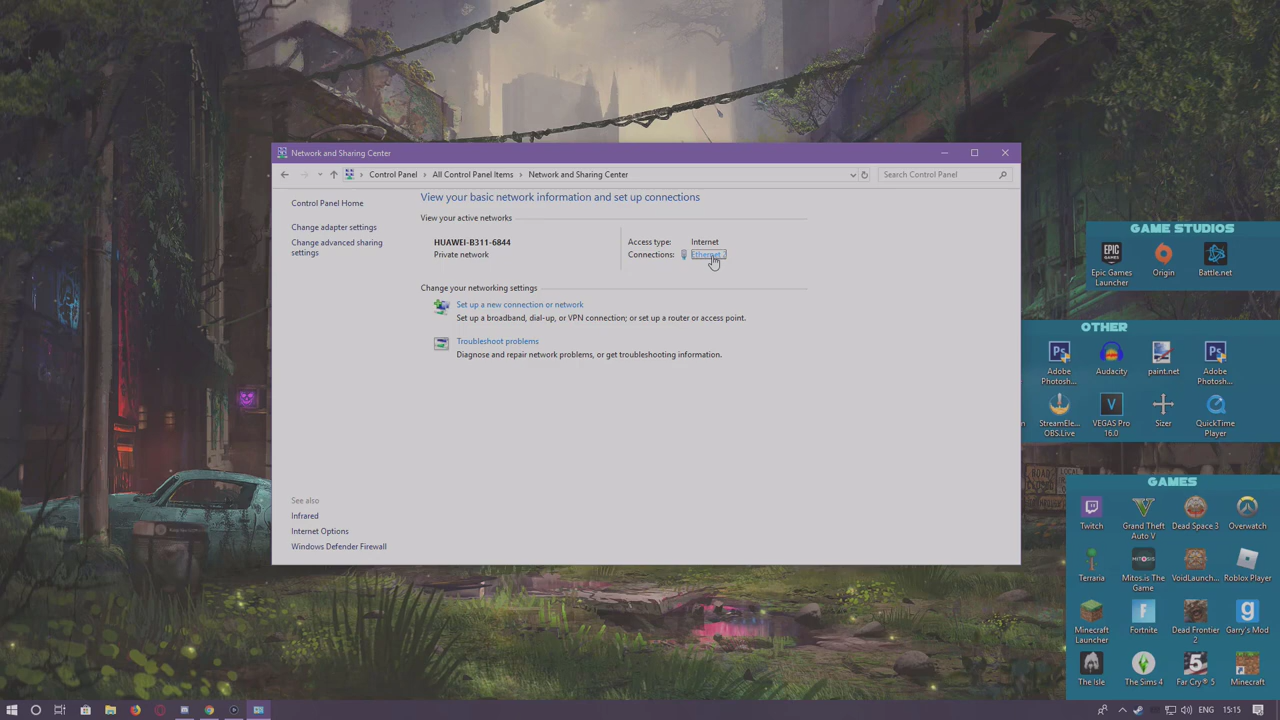 Network and Sharing Center
Control Panel
All Control Panel Items
Network and Sharing Center
Search Control Panel
Control Panel Home
Change adapter settings
Change advanced sharing
settings
View your basic network information and set up connections
View your active networks
HUAWEI-B311-6844
Private network
Access type: Internet
Connections: Ethernet
Change your networking settings
Set up a new connection or network
Set up a broadband, dial-up, or VPN connection; or set up a router or access point.
Troubleshoot problems
Diagnose and repair network problems, or get troubleshooting information.
See also
Infrared
Internet Options
Windows Defender Firewall
GAME STUDIOS
EPIC
GAMES
Epic Games
Launcher
Origin
Battle.net
OTHER
Ps
Adobe
Photosh...
Audacity
paint.net
Ps
Adobe
Photosh...
StreamEle...
OBS.Live
V
VEGAS Pro
16.0
Sizer
QuickTime
Player
GAMES
Twitch
V
Grand Theft
Auto V
Dead Space 3
Overwatch
Terraria
MITOSIS
Mitos.is The
Game
VoidLaunch...
Roblox Player
Minecraft
Launcher
F
Fortnite
Dead Frontier
2
g
Garry's Mod
The Isle
The Sims 4
5
Far Cry® 5
Minecraft
ENG
15:15